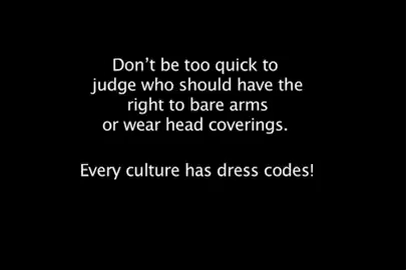 Don't be too quick to
judge who should have the
right to bare arms
or wear head coverings.
Every culture has dress codes!